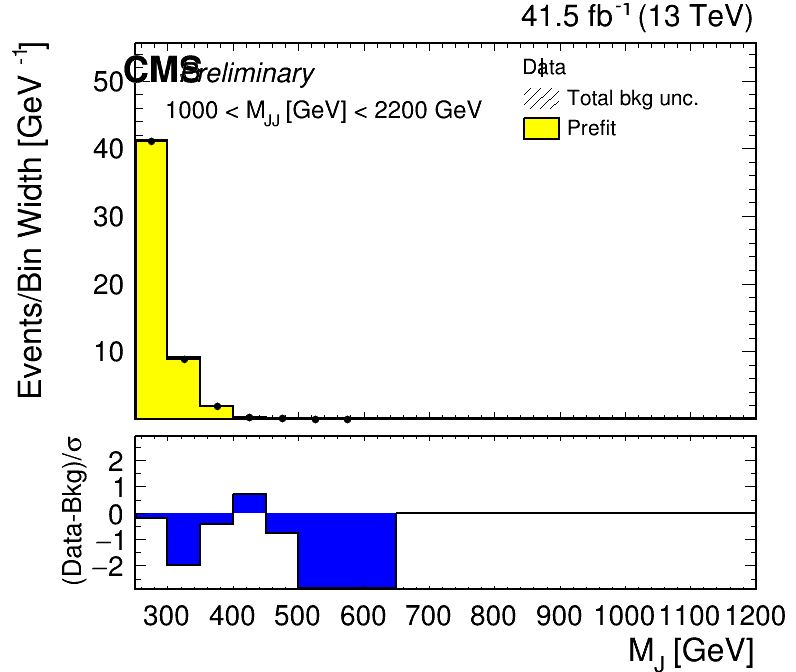 41.5 fb⁻¹ (13 TeV)
CMS Preliminary
1000 < M_JJ [GeV] < 2200 GeV
Data
Total bkg unc.
Prefit
Events/Bin Width [GeV⁻¹]
50
40
30
20
10
(Data-Bkg)/σ
2
1
0
−1
−2
300 400 500 600 700 800 900 1000 1100 1200
M_J [GeV]